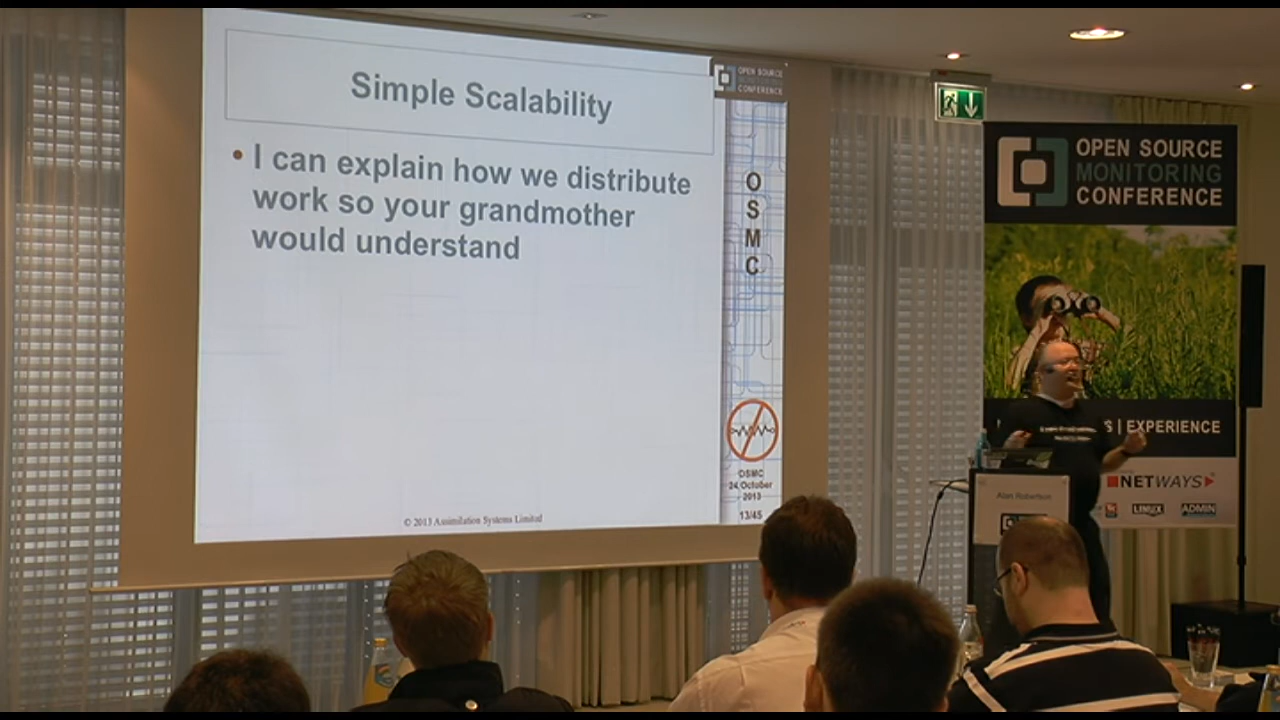 Simple Scalability
• I can explain how we distribute
work so your grandmother
would understand
© 2013 Assimilation Systems Limited
OPEN SOURCE
MONITORING
CONFERENCE
O
S
M
C
OSMC
24 October
2013
13/45
OPEN SOURCE
MONITORING
CONFERENCE
S | EXPERIENCE
NETWAYS
LINUX
ADMIN
Alan Robertson